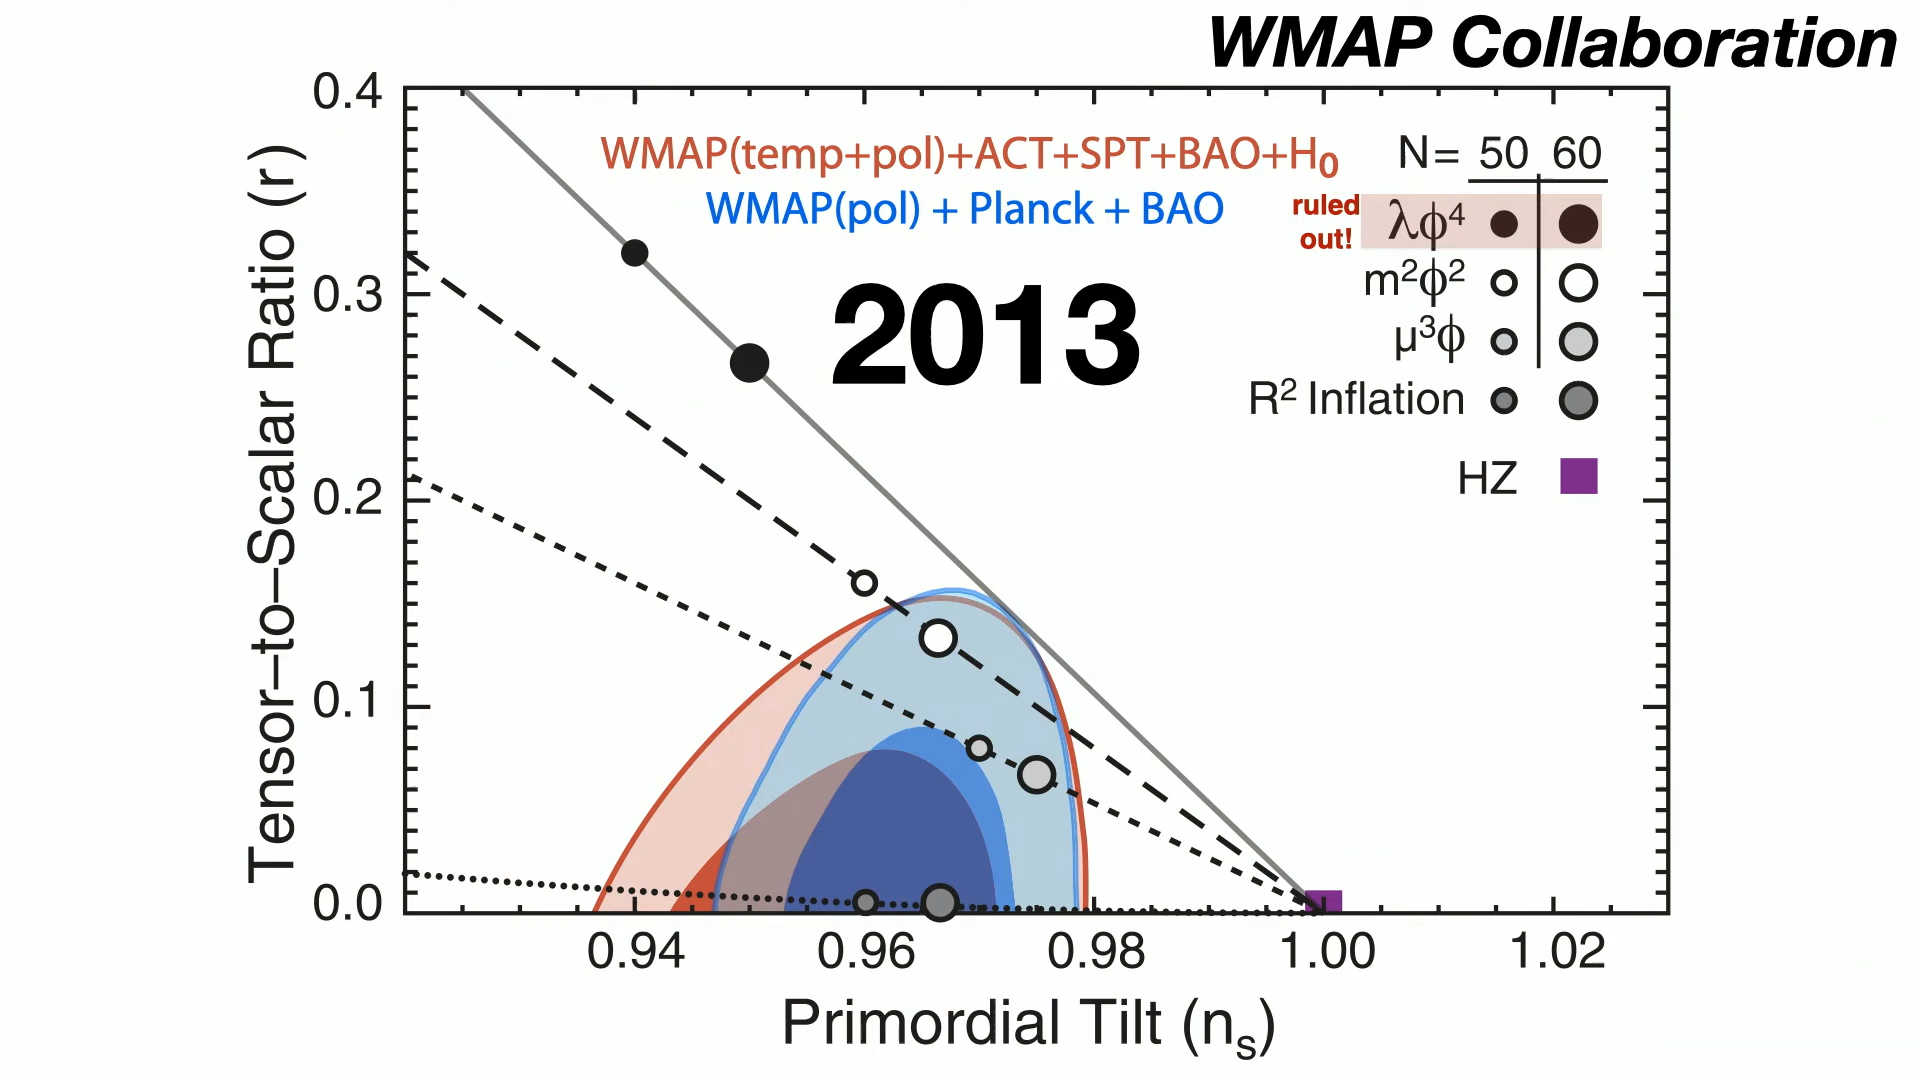 WMAP Collaboration
0.4
0.3
0.2
0.1
0.0
Tensor–to–Scalar Ratio (r)
WMAP(temp+pol)+ACT+SPT+BAO+H₀
WMAP(pol) + Planck + BAO
2013
N= 50 60
ruled out!
λϕ⁴
m²ϕ²
μ³ϕ
R² Inflation
HZ
0.94 0.96 0.98 1.00 1.02
Primordial Tilt (nₛ)